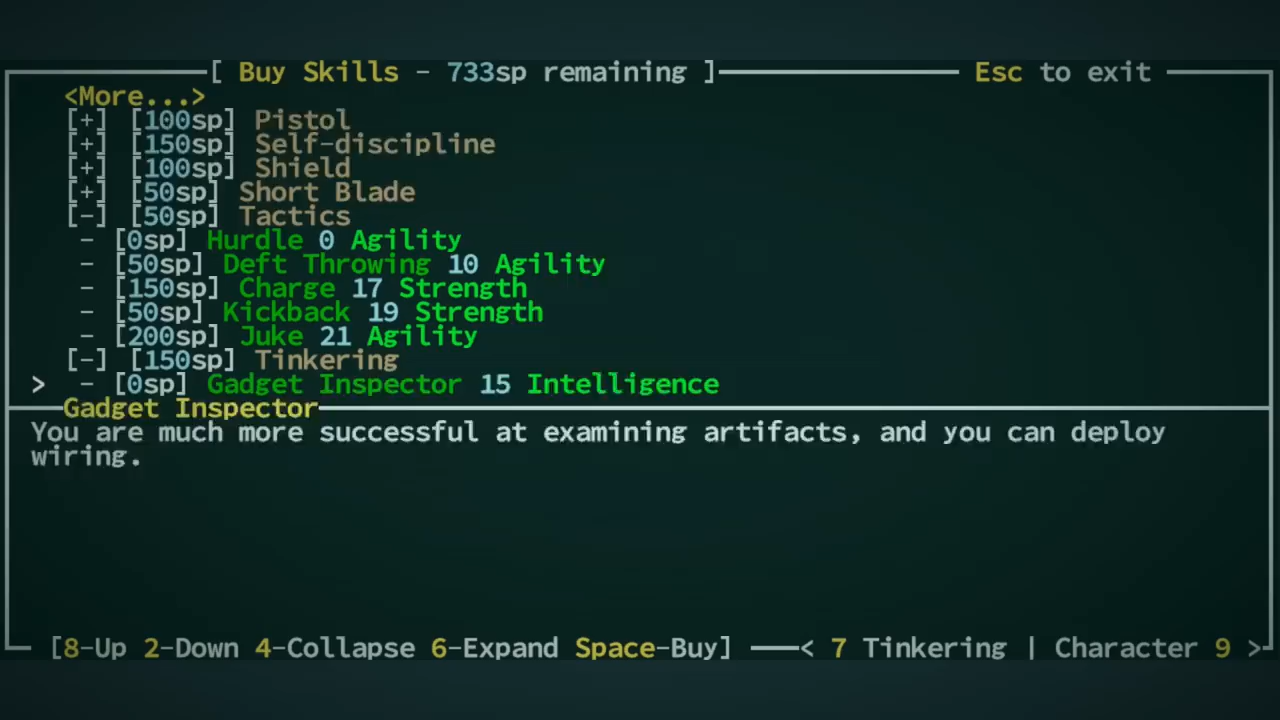 [ Buy Skills - 733sp remaining ] Esc to exit
<More...>
[+] [100sp] Pistol
[+] [150sp] Self-discipline
[+] [100sp] Shield
[+] [50sp] Short Blade
[-] [50sp] Tactics
- [0sp] Hurdle 0 Agility
- [50sp] Deft Throwing 10 Agility
- [150sp] Charge 17 Strength
- [50sp] Kickback 19 Strength
- [200sp] Juke 21 Agility
[-] [150sp] Tinkering
> - [0sp] Gadget Inspector 15 Intelligence
Gadget Inspector
You are much more successful at examining artifacts, and you can deploy
wiring.
[8-Up 2-Down 4-Collapse 6-Expand Space-Buy] < 7 Tinkering | Character 9 >